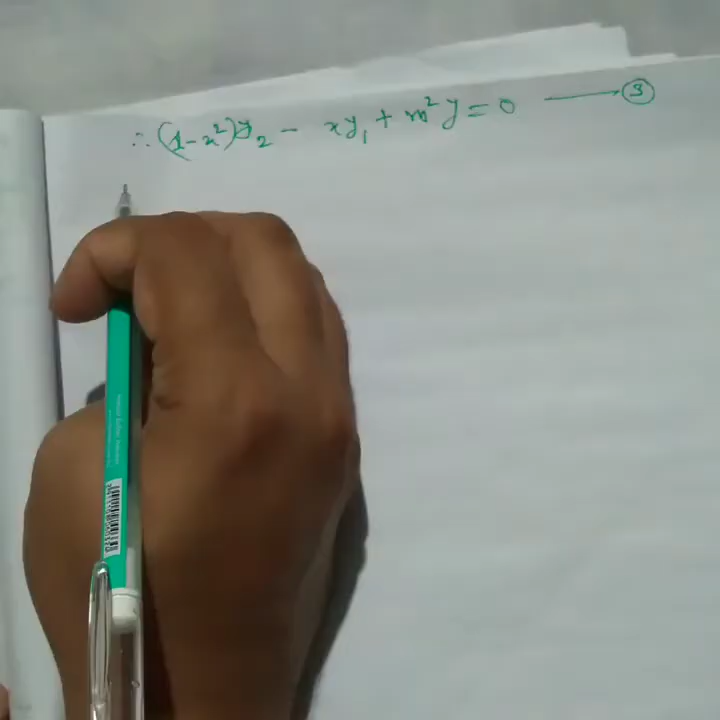 ∴ (1-x²)y₂ - xy₁ + m²y = 0 ⟶ ③